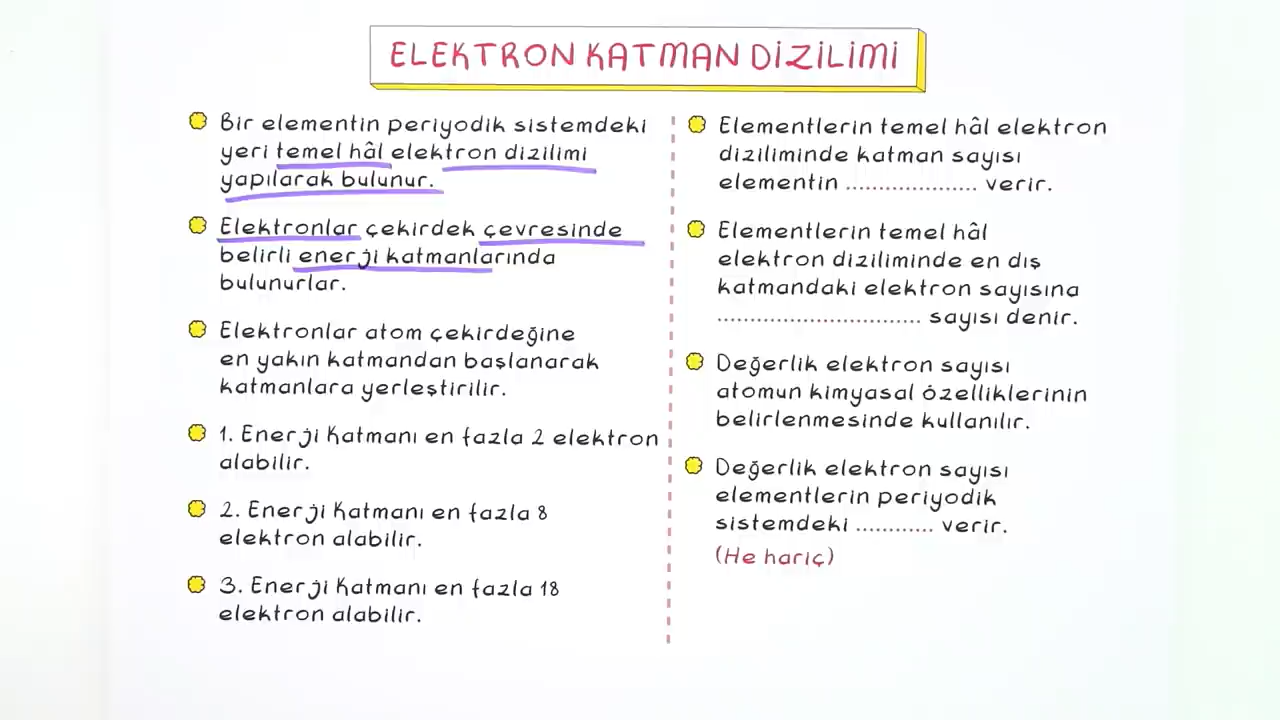 ELEKTRON KATMAN DİZİLİMİ
Bir elementin periyodik sistemdeki
yeri temel hâl elektron dizilimi
yapılarak bulunur.
Elektronlar çekirdek çevresinde
belirli enerji katmanlarında
bulunurlar.
Elektronlar atom çekirdeğine
en yakın katmandan başlanarak
katmanlara yerleştirilir.
1. Enerji Katmanı en fazla 2 elektron
alabilir.
2. Enerji Katmanı en fazla 8
elektron alabilir.
3. Enerji Katmanı en fazla 18
elektron alabilir.
Elementlerin temel hâl elektron
diziliminde katman sayısı
elementin .................... verir.
Elementlerin temel hâl
elektron diziliminde en dış
katmandaki elektron sayısına
............................... sayısı denir.
Değerlik elektron sayısı
atomun kimyasal özelliklerinin
belirlenmesinde kullanılır.
Değerlik elektron sayısı
elementlerin periyodik
sistemdeki ............ verir.
(He hariç)